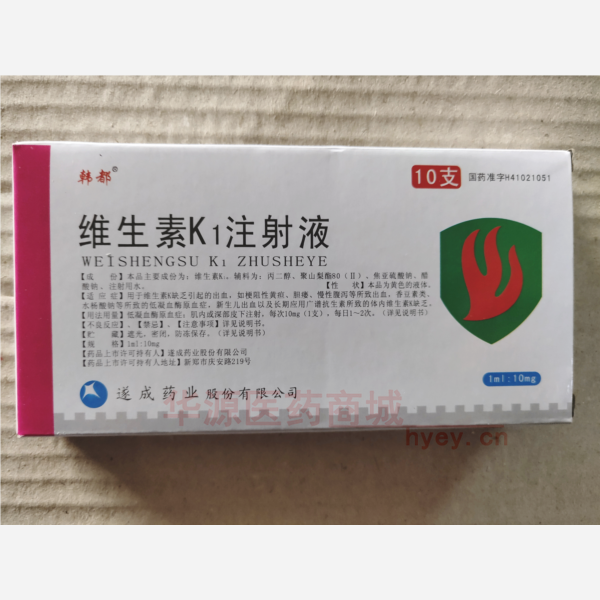 韩都®
10支
国药准字H41021051
维生素K1注射液
WEISHENGSU K1 ZHUSHEYE
【成 份】本品主要成份为:维生素K₁。辅料为:丙二醇、聚山梨酯80(Ⅱ)、焦亚硫酸钠、醋
酸钠、注射用水。 【性 状】本品为黄色的液体。
【适 应 症】用于维生素K缺乏引起的出血,如梗阻性黄疸、胆瘘、慢性腹泻等所致出血,香豆素类、
水杨酸钠等所致的低凝血酶原血症,新生儿出血以及长期应用广谱抗生素所致的体内维生素K缺乏。
【用法用量】低凝血酶原血症:肌内或深部皮下注射,每次10mg(1支),每日1~2次。(详见说明书)
【不良反应】、【禁忌】、【注意事项】详见说明书。
【贮 藏】遮光,密闭,防冻保存。(详见说明书)
【规 格】1ml:10mg
【药品上市许可持有人】遂成药业股份有限公司
【药品上市许可持有人地址】新郑市庆安路219号
遂成药业股份有限公司
1ml:10mg
华源医药商城
hyey.cn